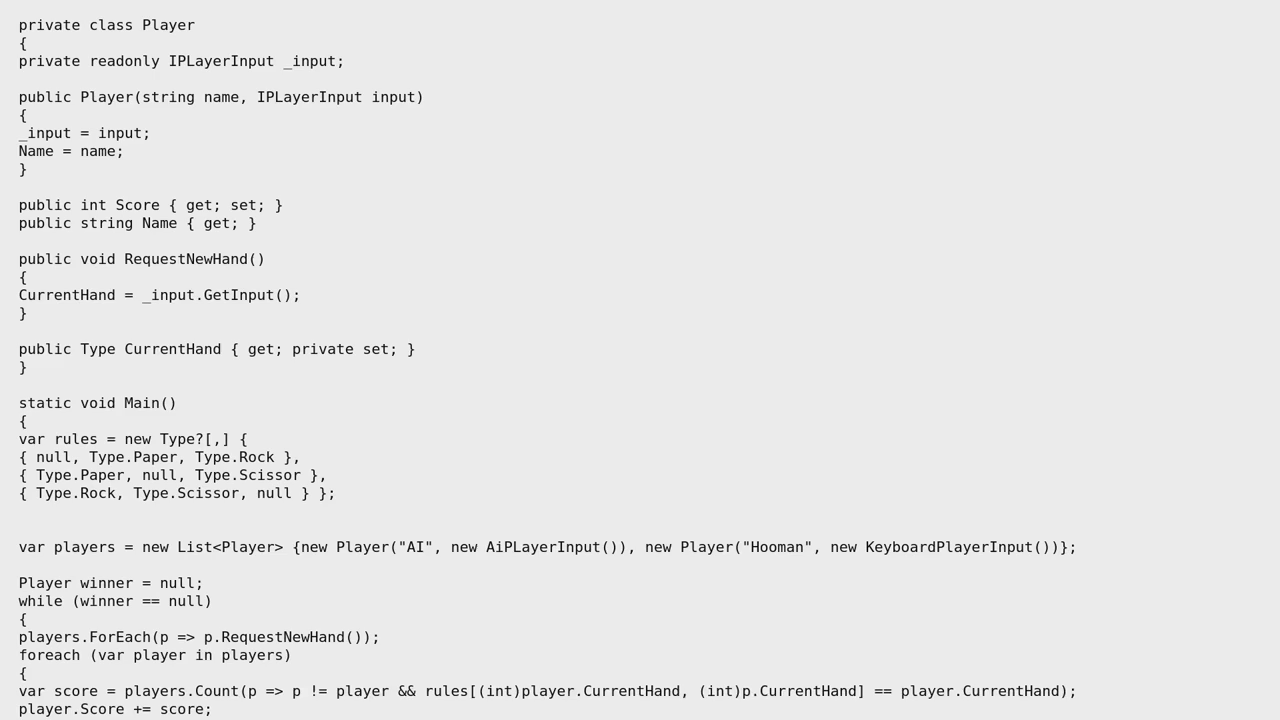 private class Player
{
private readonly IPLayerInput _input;

public Player(string name, IPLayerInput input)
{
_input = input;
Name = name;
}

public int Score { get; set; }
public string Name { get; }

public void RequestNewHand()
{
CurrentHand = _input.GetInput();
}

public Type CurrentHand { get; private set; }
}

static void Main()
{
var rules = new Type?[,] {
{ null, Type.Paper, Type.Rock },
{ Type.Paper, null, Type.Scissor },
{ Type.Rock, Type.Scissor, null } };


var players = new List<Player> {new Player("AI", new AiPLayerInput()), new Player("Hooman", new KeyboardPlayerInput())};

Player winner = null;
while (winner == null)
{
players.ForEach(p => p.RequestNewHand());
foreach (var player in players)
{
var score = players.Count(p => p != player && rules[(int)player.CurrentHand, (int)p.CurrentHand] == player.CurrentHand);
player.Score += score;